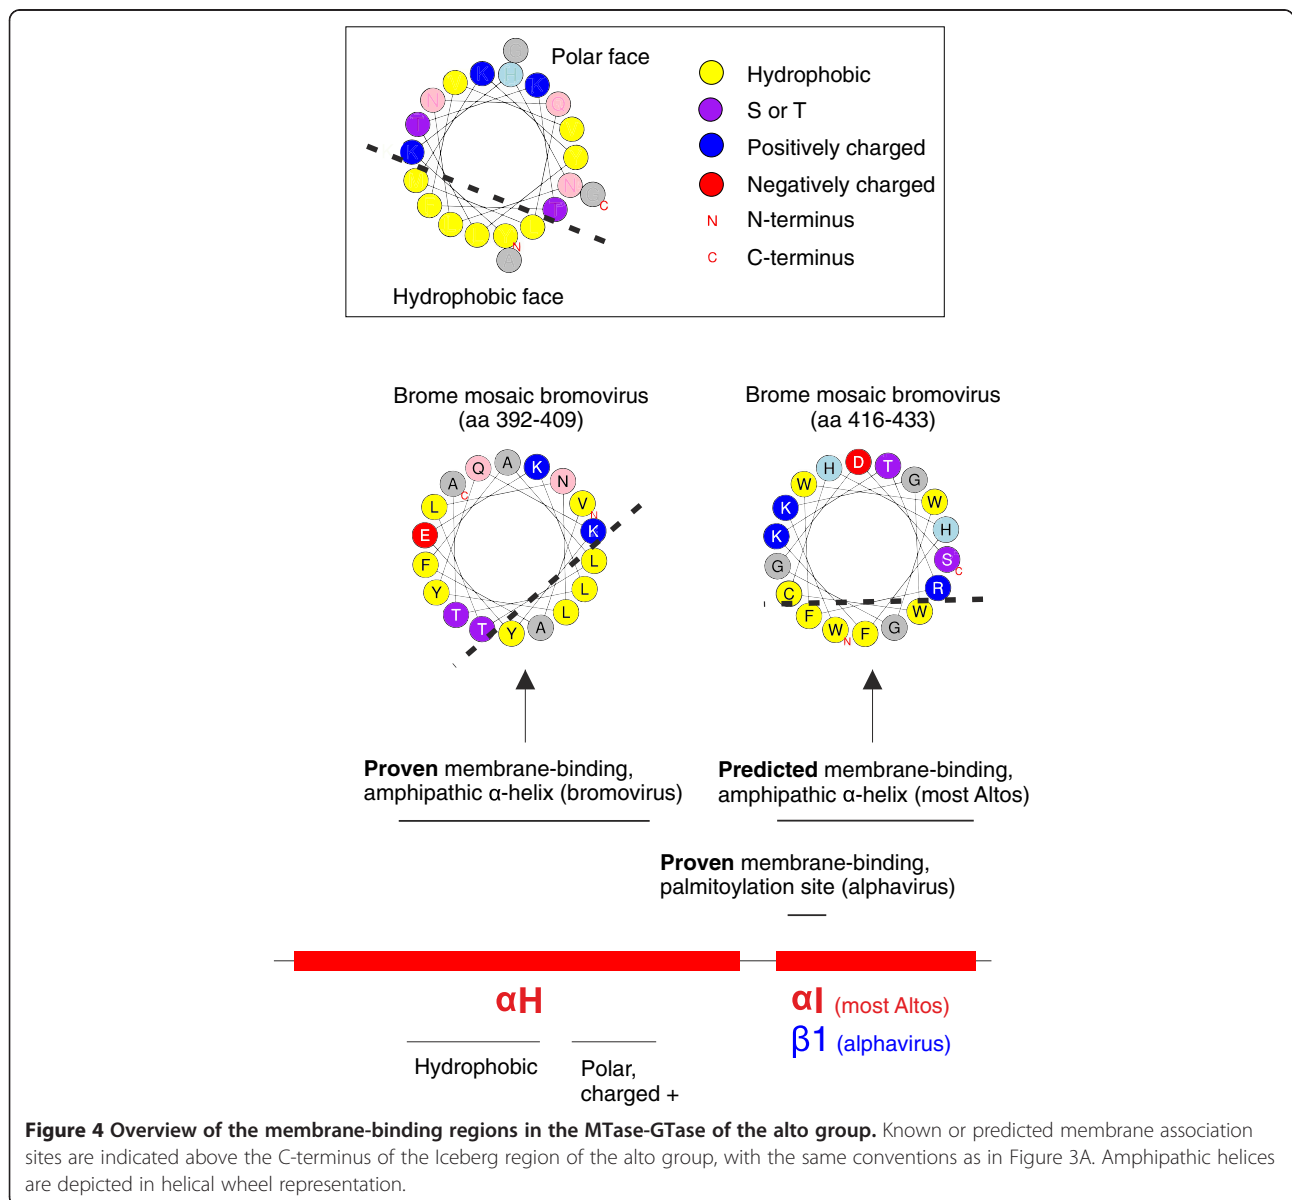 Polar face
K H K
N Q
T
K
N
T
C
N
A
Hydrophobic face
Hydrophobic
S or T
Positively charged
Negatively charged
N N-terminus
C C-terminus
Brome mosaic bromovirus
(aa 392-409)
Q A K N V N K L L L A Y T T Y F E L A C
Brome mosaic bromovirus
(aa 416-433)
H D T G W H S C R W G F W N F C G K K W
Proven membrane-binding,
amphipathic α-helix (bromovirus)
Predicted membrane-binding,
amphipathic α-helix (most Altos)
Proven membrane-binding,
palmitoylation site (alphavirus)
αH
αI (most Altos)
β1 (alphavirus)
Hydrophobic
Polar,
charged +
Figure 4 Overview of the membrane-binding regions in the MTase-GTase of the alto group. Known or predicted membrane association
sites are indicated above the C-terminus of the Iceberg region of the alto group, with the same conventions as in Figure 3A. Amphipathic helices
are depicted in helical wheel representation.